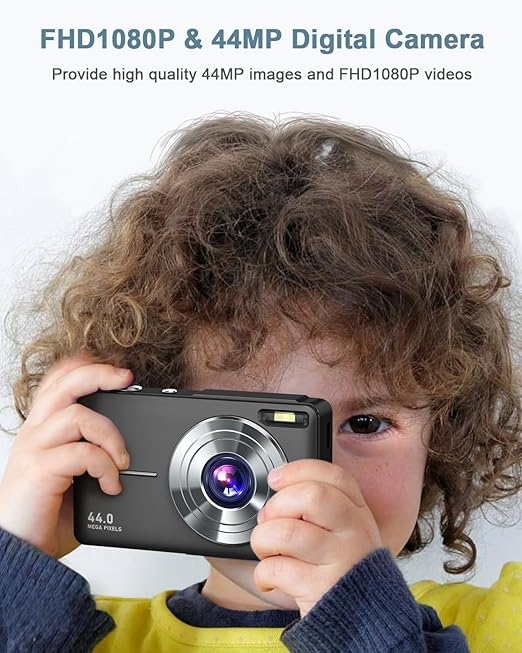 FHD1080P & 44MP Digital Camera
Provide high quality 44MP images and FHD1080P videos
44.0
MEGA PIXELS